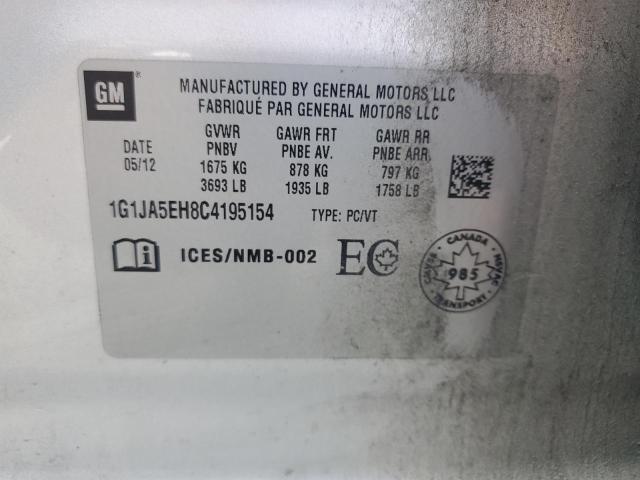 GM ®
MANUFACTURED BY GENERAL MOTORS LLC
FABRIQUÉ PAR GENERAL MOTORS LLC
GVWR GAWR FRT GAWR RR
DATE PNBV PNBE AV. PNBE ARR.
05/12 1675 KG 878 KG 797 KG
3693 LB 1935 LB 1758 LB
1G1JA5EH8C4195154 TYPE: PC/VT
i ICES/NMB-002 EC
CANADA
985
TRANSPORT